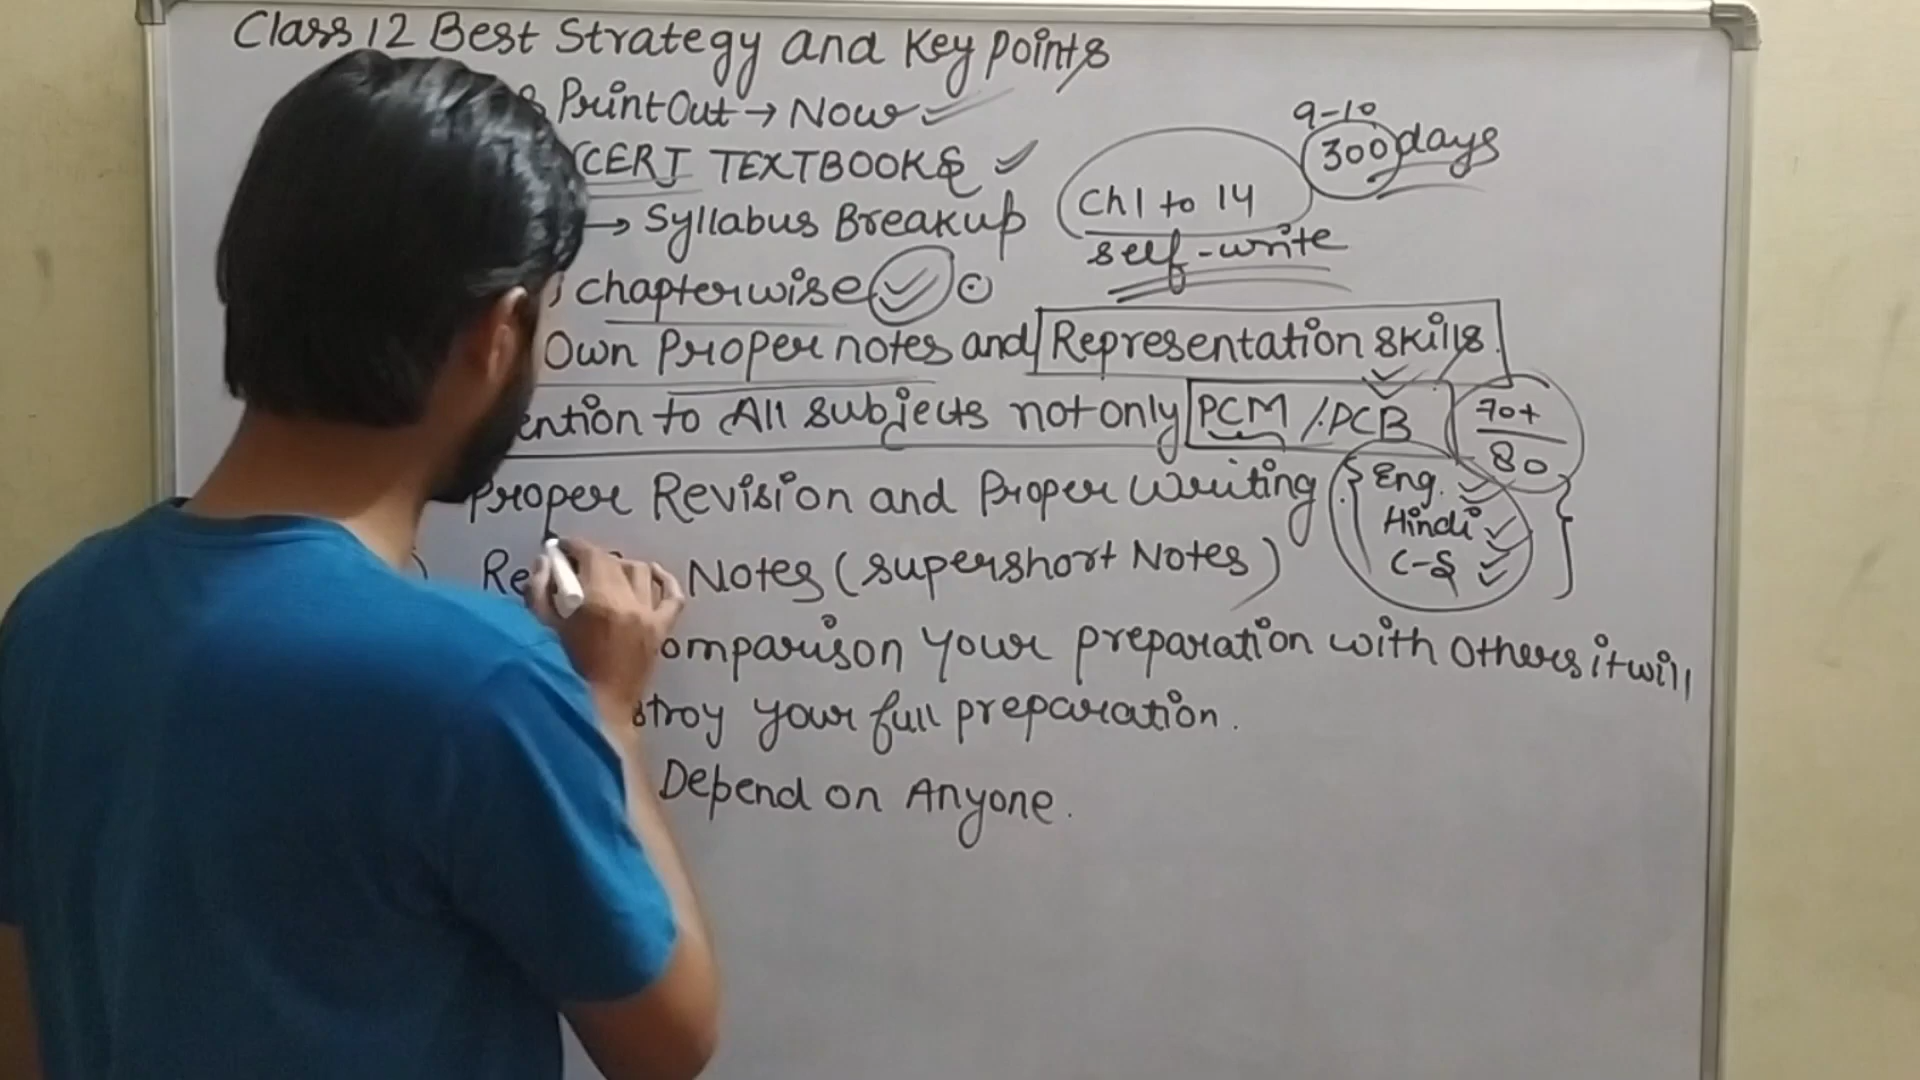 Class 12 Best Strategy and Key points
PrintOut → Now ✓
9-10
300 days
CERT TEXTBOOKS ✓
→ Syllabus Breakup
Ch 1 to 14
self-write
chapterwise ✓
Own Proper notes and Representation skills.
ention to All subjects not only PCM / PCB
70+
80
Proper Revision and Proper Writing
Eng. ✓
Hindi ✓
C-S ✓
Re Notes (supershort Notes)
omparison your preparation with others it will
stroy your full preparation.
Depend on Anyone.